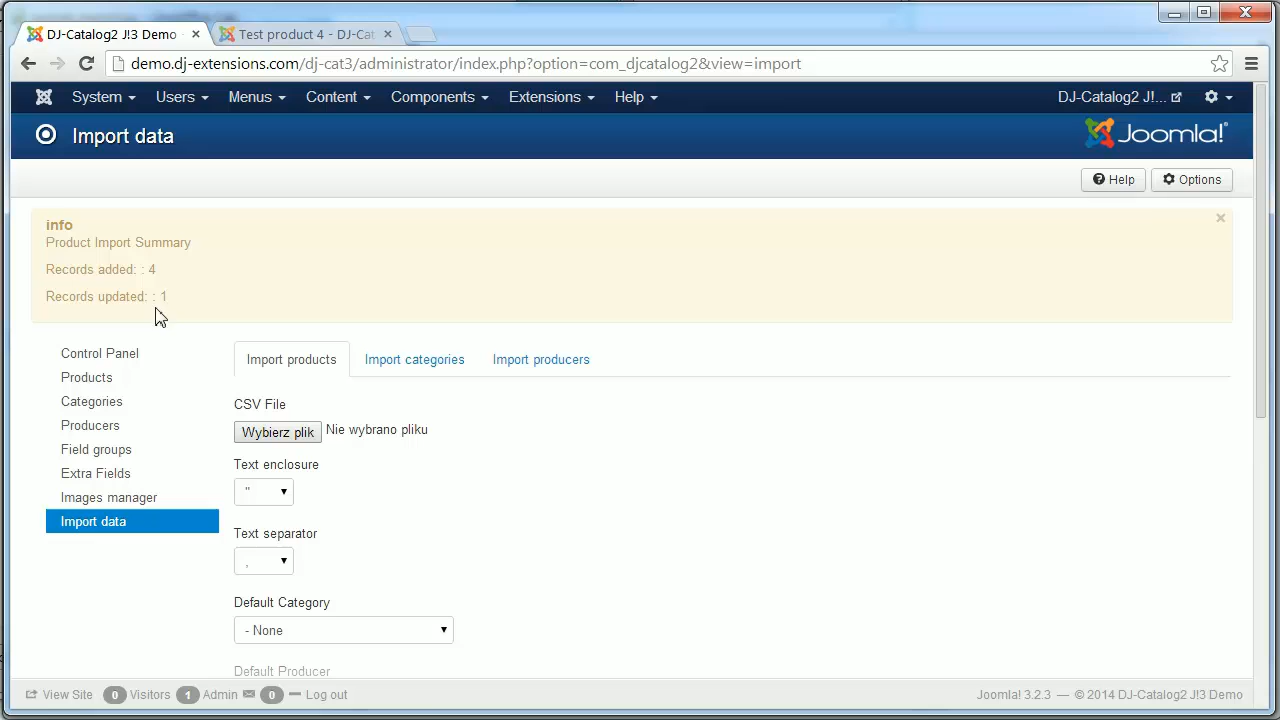 DJ-Catalog2 J!3 Demo
Test product 4 - DJ-Cat
demo.dj-extensions.com/dj-cat3/administrator/index.php?option=com_djcatalog2&view=import
System Users Menus Content Components Extensions Help DJ-Catalog2 J!...
Import data
Joomla!®
Help Options
info
Product Import Summary
Records added: : 4
Records updated: : 1
Control Panel
Products
Categories
Producers
Field groups
Extra Fields
Images manager
Import data
Import products Import categories Import producers
CSV File
Wybierz plik Nie wybrano pliku
Text enclosure
"
Text separator
,
Default Category
- None
Default Producer
View Site 0 Visitors 1 Admin 0 Log out Joomla! 3.2.3 — © 2014 DJ-Catalog2 J!3 Demo